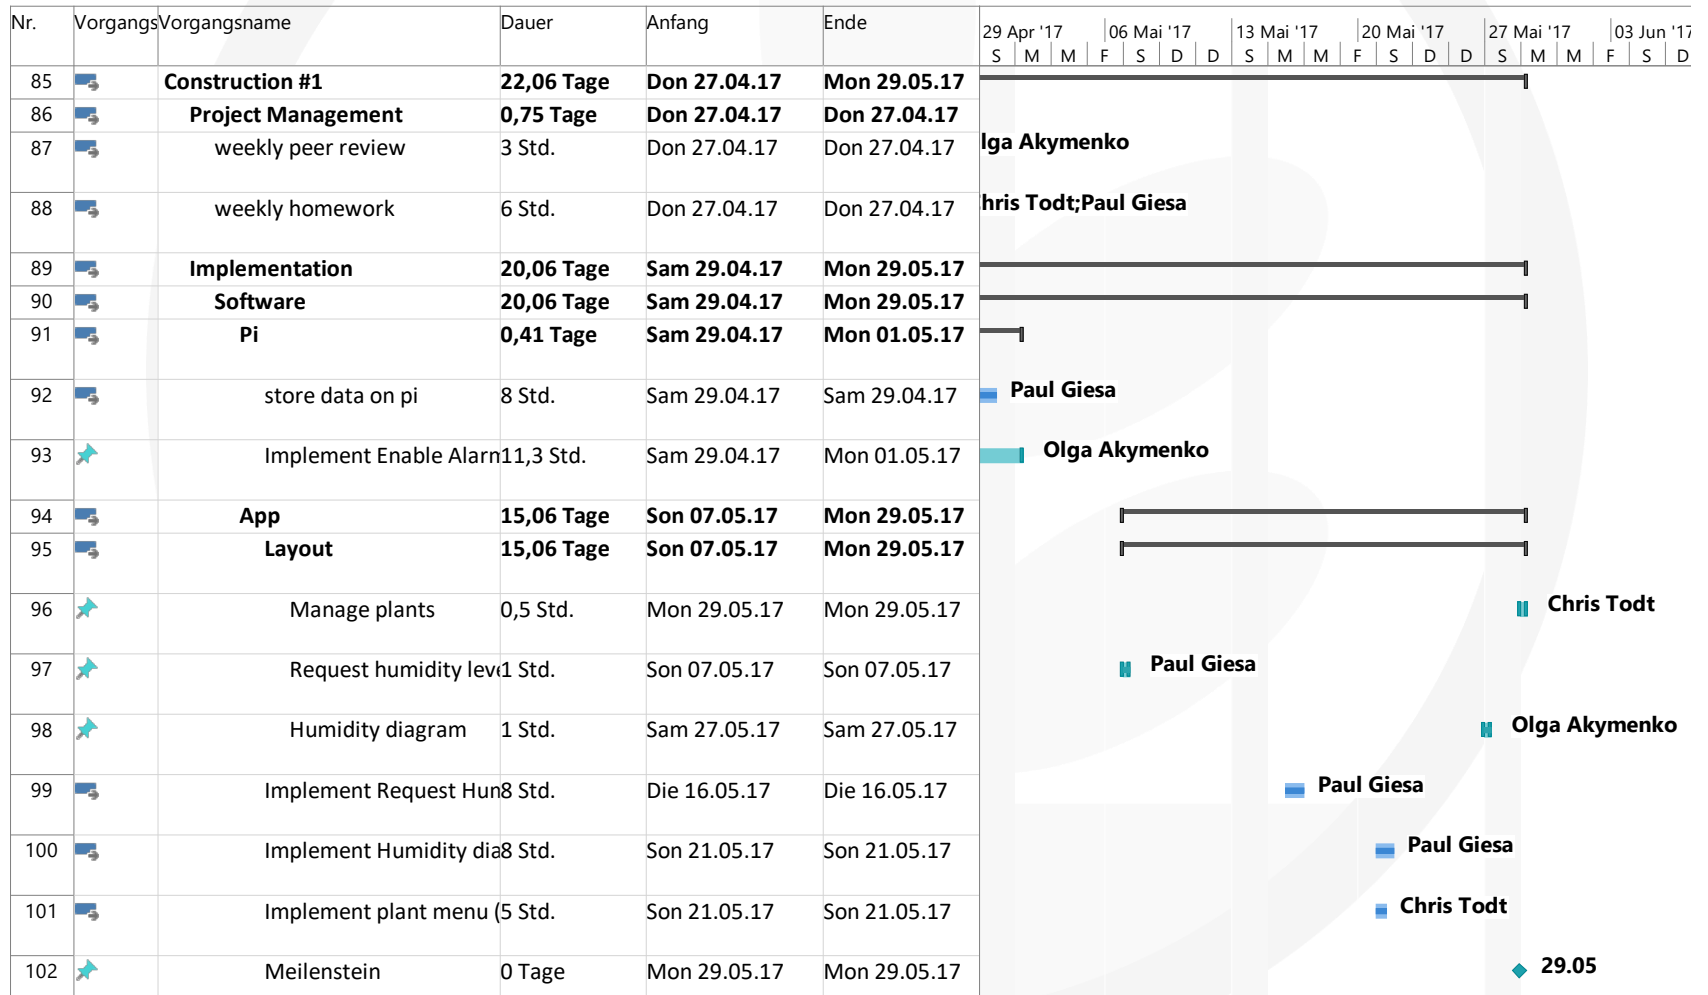 Nr. Vorgangs Vorgangsname Dauer Anfang Ende 29 Apr '17 06 Mai '17 13 Mai '17 20 Mai '17 27 Mai '17 03 Jun '17
S M M F S D D S M M F S D D S M M F S D
85 Construction #1 22,06 Tage Don 27.04.17 Mon 29.05.17
86 Project Management 0,75 Tage Don 27.04.17 Don 27.04.17
87 weekly peer review 3 Std. Don 27.04.17 Don 27.04.17 lga Akymenko
88 weekly homework 6 Std. Don 27.04.17 Don 27.04.17 hris Todt;Paul Giesa
89 Implementation 20,06 Tage Sam 29.04.17 Mon 29.05.17
90 Software 20,06 Tage Sam 29.04.17 Mon 29.05.17
91 Pi 0,41 Tage Sam 29.04.17 Mon 01.05.17
92 store data on pi 8 Std. Sam 29.04.17 Sam 29.04.17 Paul Giesa
93 Implement Enable Alarm 11,3 Std. Sam 29.04.17 Mon 01.05.17 Olga Akymenko
94 App 15,06 Tage Son 07.05.17 Mon 29.05.17
95 Layout 15,06 Tage Son 07.05.17 Mon 29.05.17
96 Manage plants 0,5 Std. Mon 29.05.17 Mon 29.05.17 Chris Todt
97 Request humidity leve 1 Std. Son 07.05.17 Son 07.05.17 Paul Giesa
98 Humidity diagram 1 Std. Sam 27.05.17 Sam 27.05.17 Olga Akymenko
99 Implement Request Hum 8 Std. Die 16.05.17 Die 16.05.17 Paul Giesa
100 Implement Humidity dia 8 Std. Son 21.05.17 Son 21.05.17 Paul Giesa
101 Implement plant menu ( 5 Std. Son 21.05.17 Son 21.05.17 Chris Todt
102 Meilenstein 0 Tage Mon 29.05.17 Mon 29.05.17 29.05